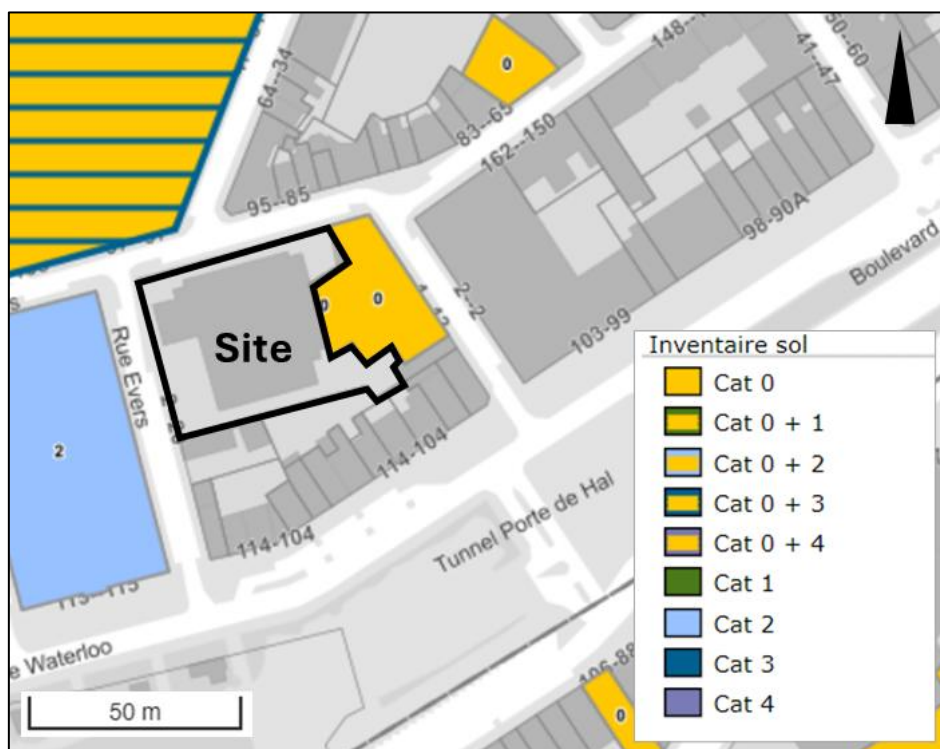 64--34
0
148--1
50--60
41--47
83--65
162--150
95--85
98-90A
Boulevard
0
2--2
Rue Evers
Site
103-99
2
114-104
114-104
Tunnel Porte de Hal
113--115
e Waterloo
106-88
0
50 m
Inventaire sol
Cat 0
Cat 0 + 1
Cat 0 + 2
Cat 0 + 3
Cat 0 + 4
Cat 1
Cat 2
Cat 3
Cat 4